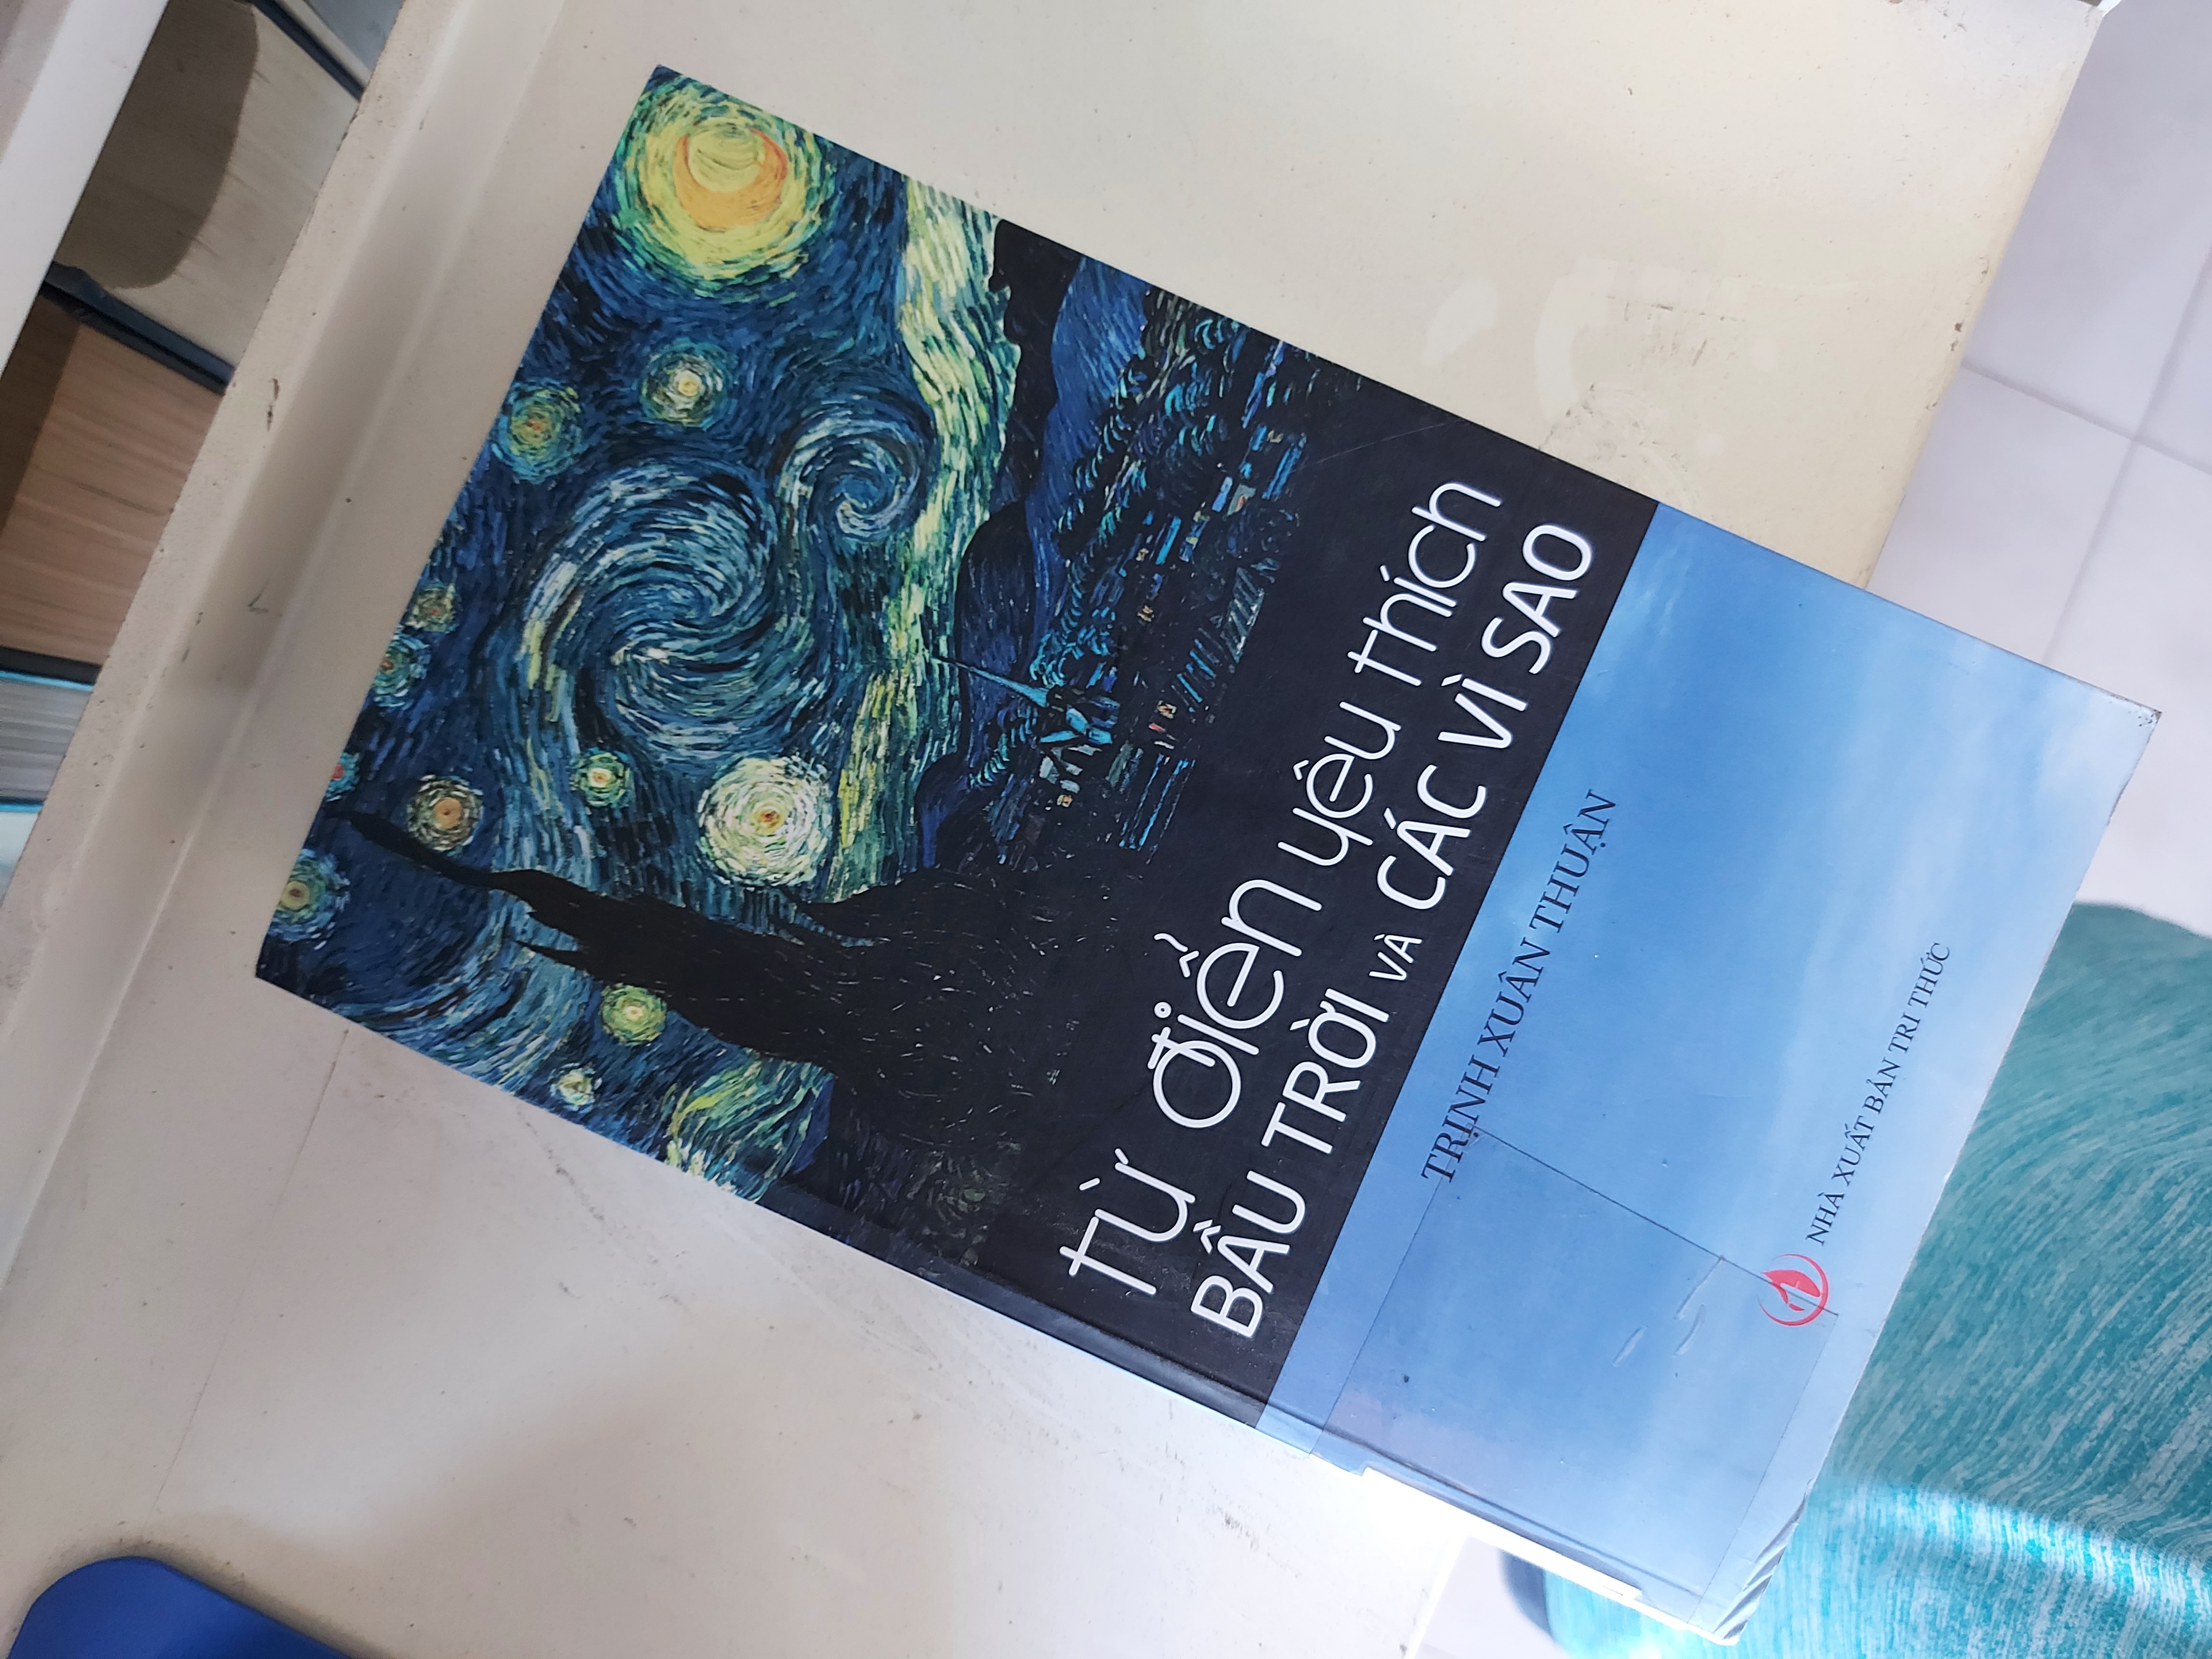 từ điển yêu thích
BẦU TRỜI VÀ CÁC VÌ SAO
TRỊNH XUÂN THUẬN
NHÀ XUẤT BẢN TRI THỨC